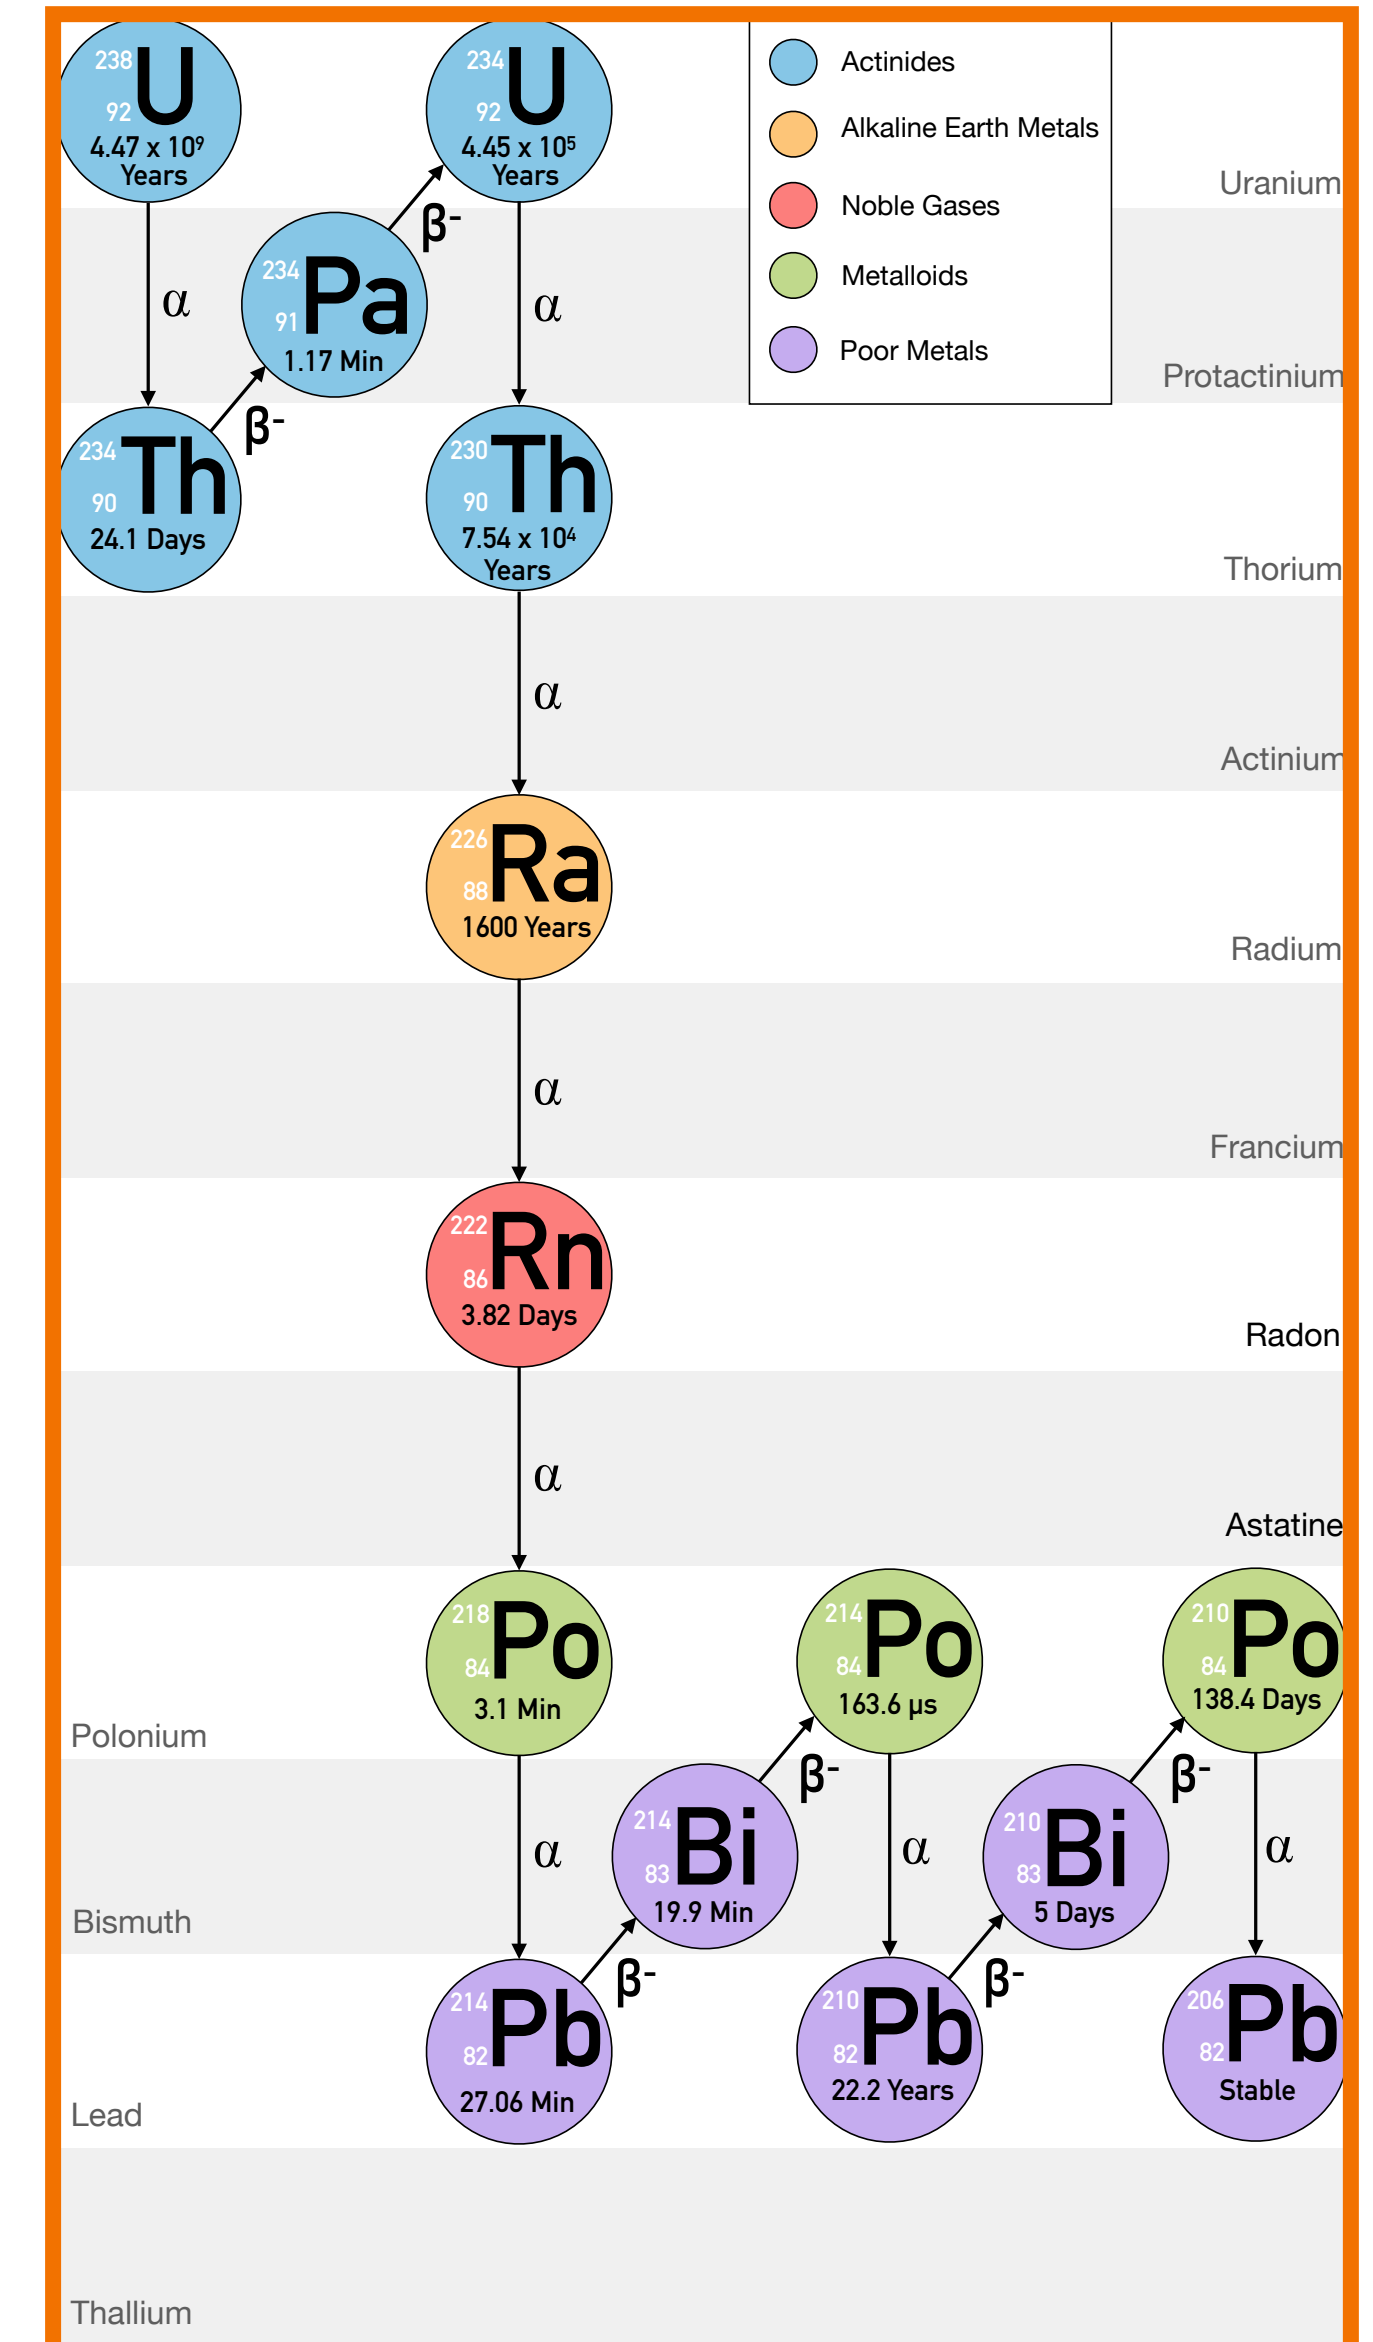 238
92
U
4.47 x 10⁹
Years
234
92
U
4.45 x 10⁵
Years
Actinides
Alkaline Earth Metals
Noble Gases
Metalloids
Poor Metals
Uranium
α
β-
α
234
91
Pa
1.17 Min
Protactinium
β-
234
90
Th
24.1 Days
230
90
Th
7.54 x 10⁴
Years
Thorium
α
Actinium
226
88
Ra
1600 Years
Radium
α
Francium
222
86
Rn
3.82 Days
Radon
α
Astatine
218
84
Po
3.1 Min
214
84
Po
163.6 µs
210
84
Po
138.4 Days
Polonium
β-
β-
α
214
83
Bi
19.9 Min
α
210
83
Bi
5 Days
α
Bismuth
β-
β-
214
82
Pb
27.06 Min
210
82
Pb
22.2 Years
206
82
Pb
Stable
Lead
Thallium